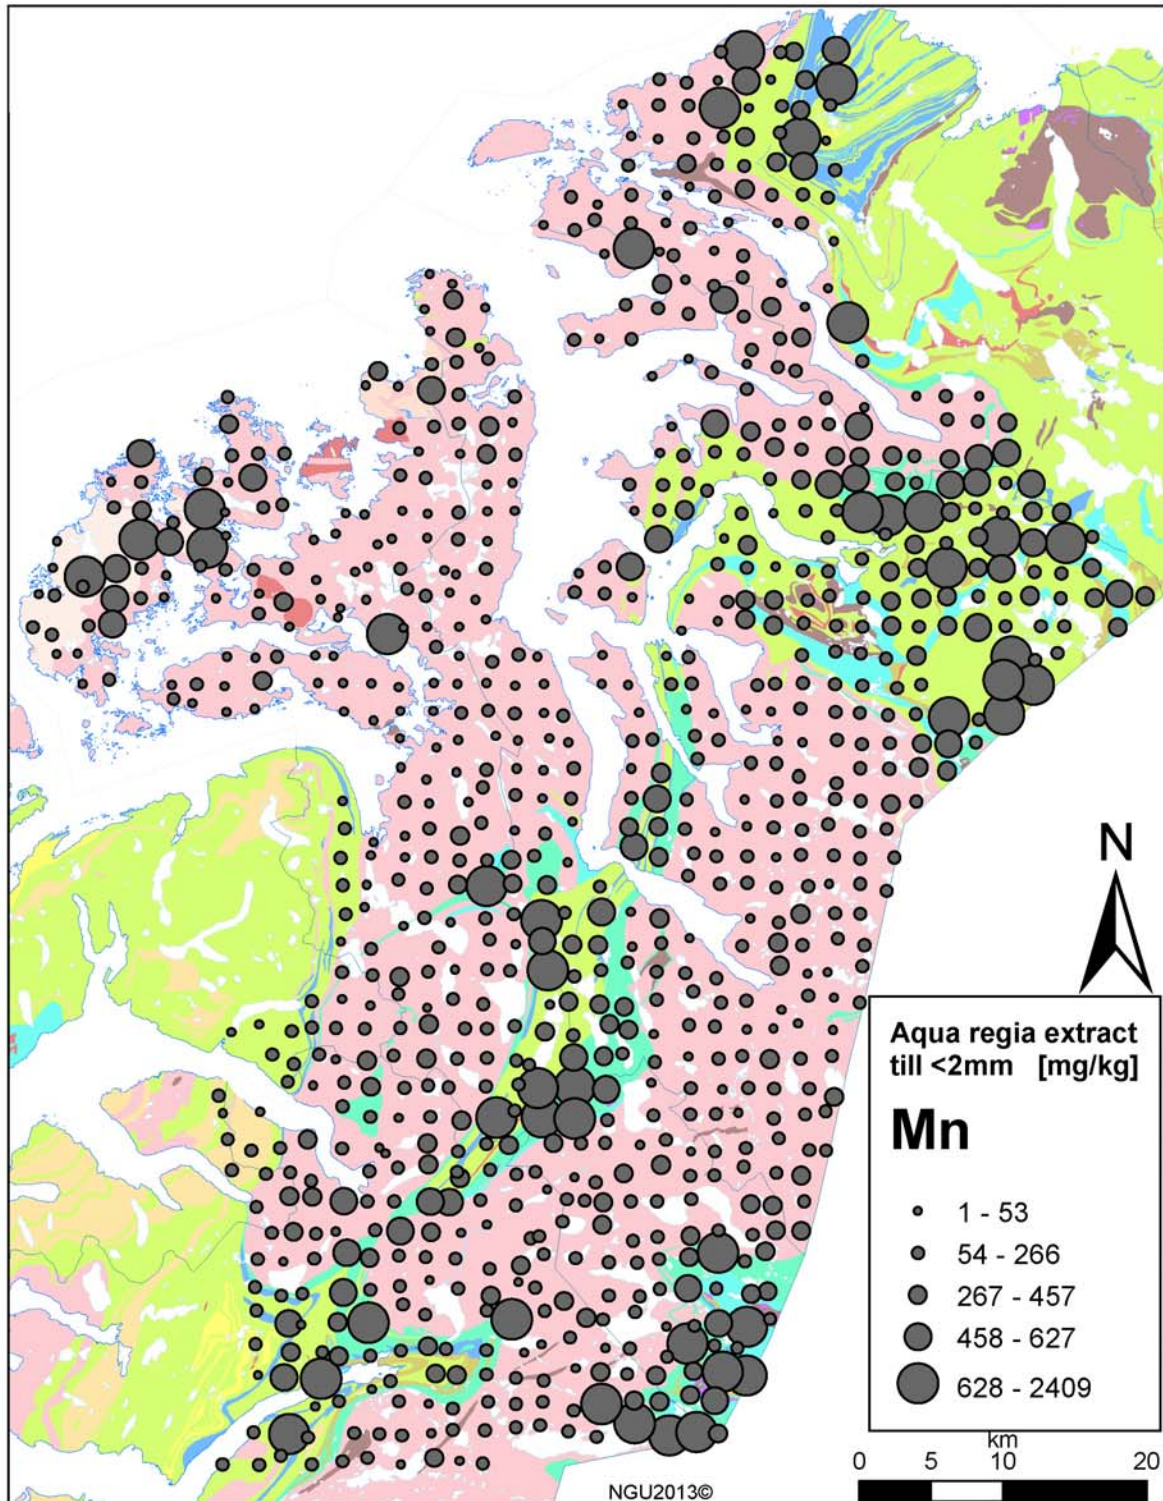 N
Aqua regia extract
till <2mm [mg/kg]
Mn
1 - 53
54 - 266
267 - 457
458 - 627
628 - 2409
km
0 5 10 20
NGU2013©